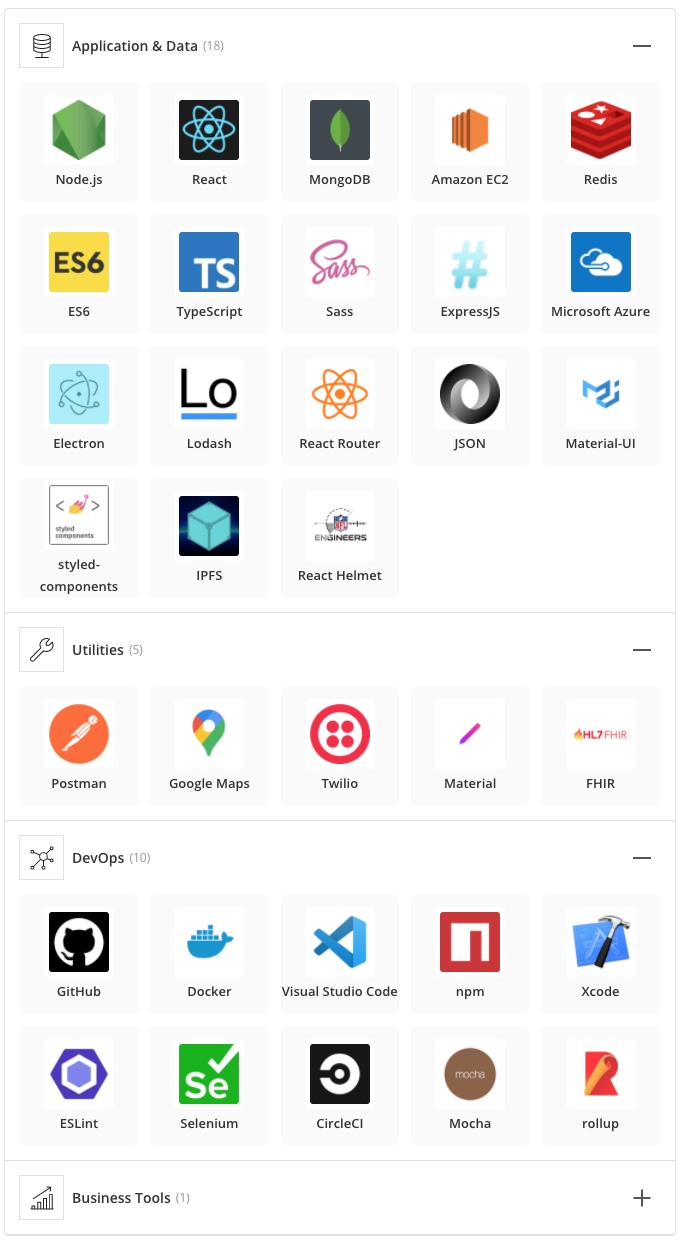 Application & Data (18)
Node.js
React
MongoDB
Amazon EC2
Redis
ES6
ES6
TS
TypeScript
Sass
Sass
#
ExpressJS
Microsoft Azure
Electron
Lo
Lodash
React Router
JSON
Material-UI
< >
styled
components
styled-
components
IPFS
NFL
ENGINEERS
React Helmet
Utilities (5)
Postman
Google Maps
Twilio
Material
HL7 FHIR
FHIR
DevOps (10)
GitHub
Docker
Visual Studio Code
npm
Xcode
ESLint
Se
Selenium
CircleCI
mocha
Mocha
rollup
Business Tools (1)